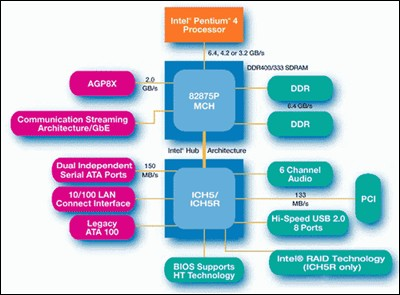 Intel® Pentium® 4
Processor
6.4, 4.2 or 3.2 GB/s
DDR400/333 SDRAM
AGP8X
2.0
GB/s
82875P
MCH
DDR
6.4 GB/s
DDR
Communication Streaming
Architecture/GbE
Intel® Hub Architecture
Dual Independent
Serial ATA Ports
150
MB/s
ICH5/
ICH5R
6 Channel
Audio
10/100 LAN
Connect Interface
133
MB/s
PCI
Legacy
ATA 100
Hi-Speed USB 2.0
8 Ports
BIOS Supports
HT Technology
Intel® RAID Technology
(ICH5R only)